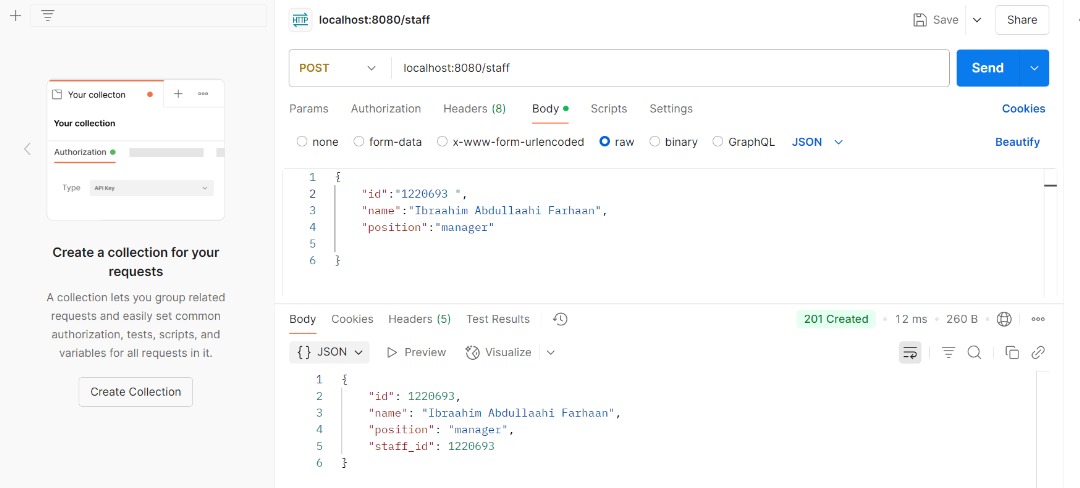 localhost:8080/staff
Save
Share
POST
localhost:8080/staff
Send
Params Authorization Headers (8) Body Scripts Settings Cookies
none form-data x-www-form-urlencoded raw binary GraphQL JSON Beautify
1 {
2 "id":"1220693 ",
3 "name":"Ibraahim Abdullaahi Farhaan",
4 "position":"manager"
5
6 }
Your collecton
Your collection
Authorization
Type API Key
Create a collection for your
requests
A collection lets you group related
requests and easily set common
authorization, tests, scripts, and
variables for all requests in it.
Create Collection
Body Cookies Headers (5) Test Results 201 Created 12 ms 260 B
{} JSON Preview Visualize
1 {
2 "id": 1220693,
3 "name": "Ibraahim Abdullaahi Farhaan",
4 "position": "manager",
5 "staff_id": 1220693
6 }